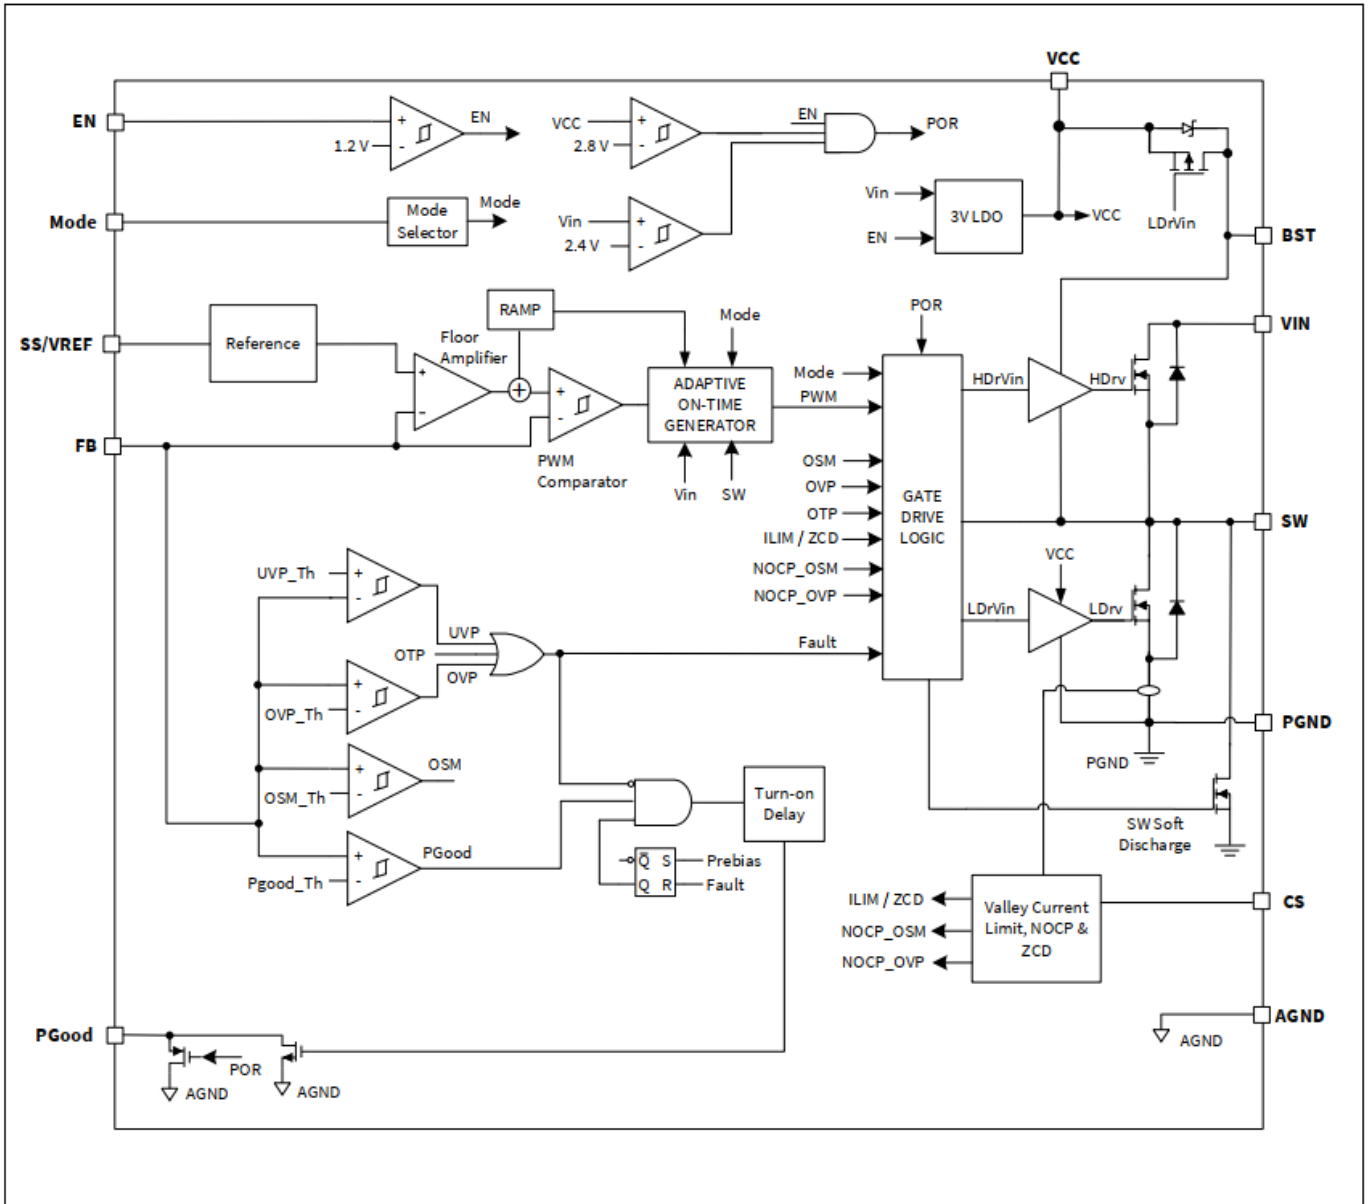 VCC
EN
+
-
1.2 V
EN
VCC
2.8 V
+
-
EN
POR
Mode
Mode
Selector
Mode
Vin
2.4 V
+
-
Vin
EN
3V LDO
VCC
LDrVin
BST
SS/VREF
Reference
Floor
Amplifier
RAMP
+
-
+
+
-
PWM
Comparator
Mode
ADAPTIVE
ON-TIME
GENERATOR
Vin
SW
POR
Mode
PWM
OSM
OVP
OTP
ILIM / ZCD
NOCP_OSM
NOCP_OVP
Fault
GATE
DRIVE
LOGIC
HDrVin
HDrv
VIN
FB
SW
VCC
LDrVin
LDrv
PGND
PGND
UVP_Th
+
-
UVP
OTP
OVP
OVP_Th
+
-
OSM_Th
+
-
OSM
Pgood_Th
+
-
PGood
Turn-on
Delay
Q̅ S
Q R
Prebias
Fault
SW Soft
Discharge
ILIM / ZCD
NOCP_OSM
NOCP_OVP
Valley Current
Limit, NOCP &
ZCD
CS
PGood
POR
AGND
AGND
AGND
AGND